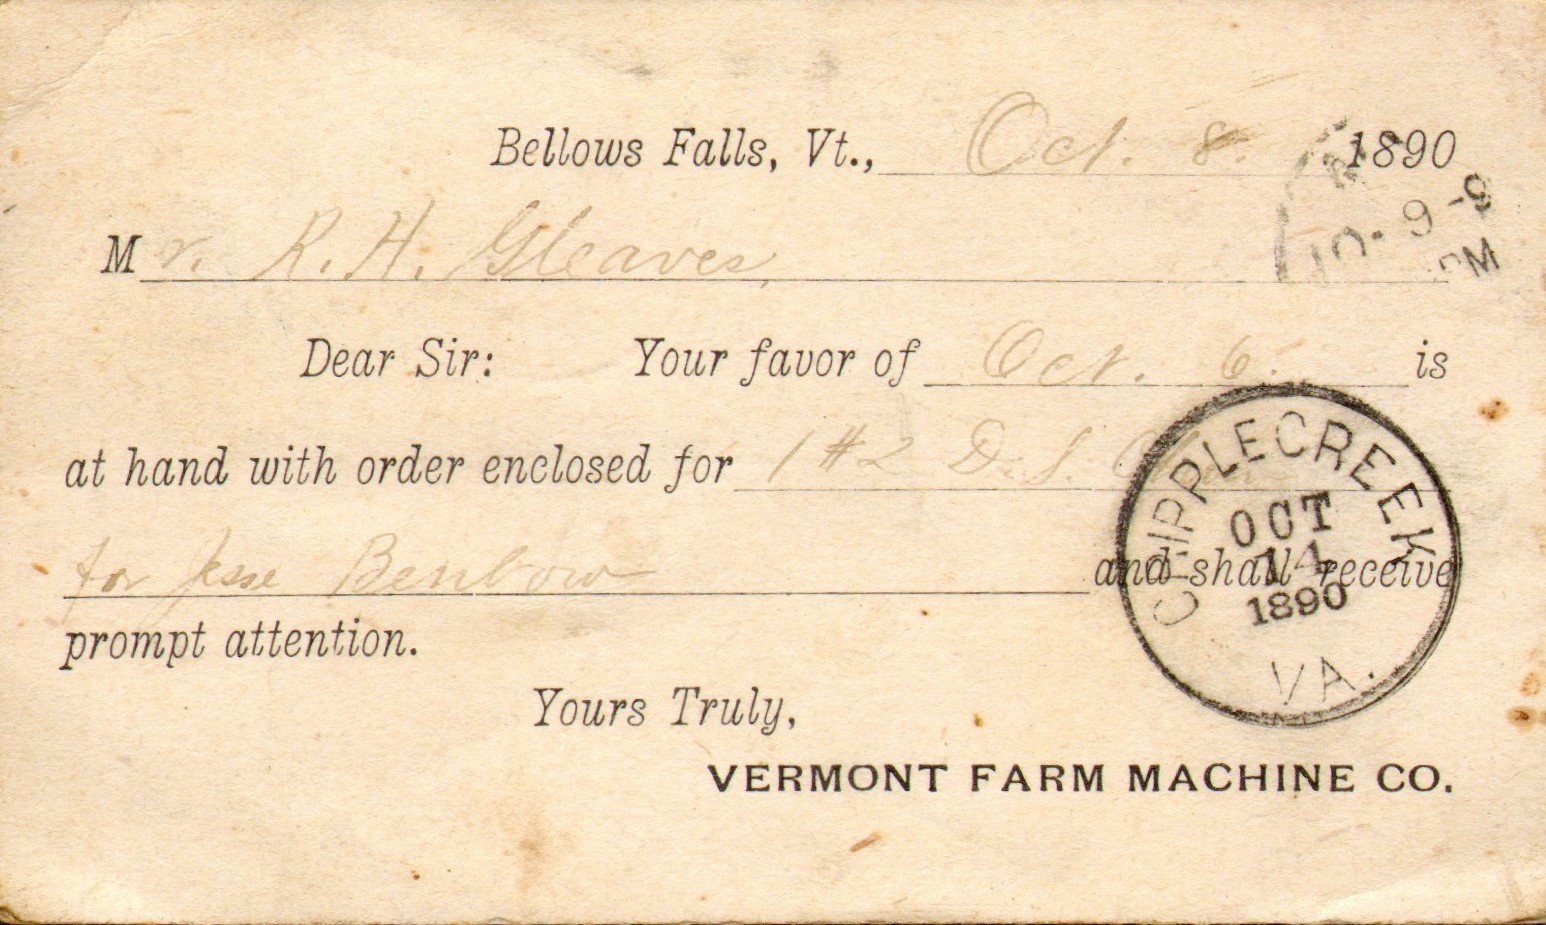 Bellows Falls, Vt., Oct. 8. 1890
10. 9 - 9
PM
Mr. R. H. Gleaves,
Dear Sir: Your favor of Oct. 6. is
at hand with order enclosed for 1 #2 D. S.
for Jesse Benbow and shall receive
prompt attention.
CRIPPLECREEK
OCT
14
1890
VA.
Yours Truly,
VERMONT FARM MACHINE CO.